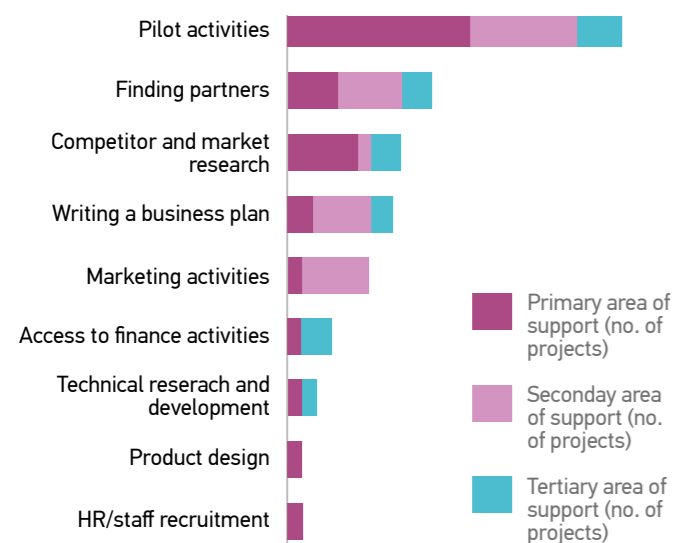 Pilot activities
Finding partners
Competitor and market
research
Writing a business plan
Marketing activities
Access to finance activities
Technical reserach and
development
Product design
HR/staff recruitment
Primary area of
support (no. of
projects)
Seconday area
of support (no.
of projects)
Tertiary area of
support (no. of
projects)